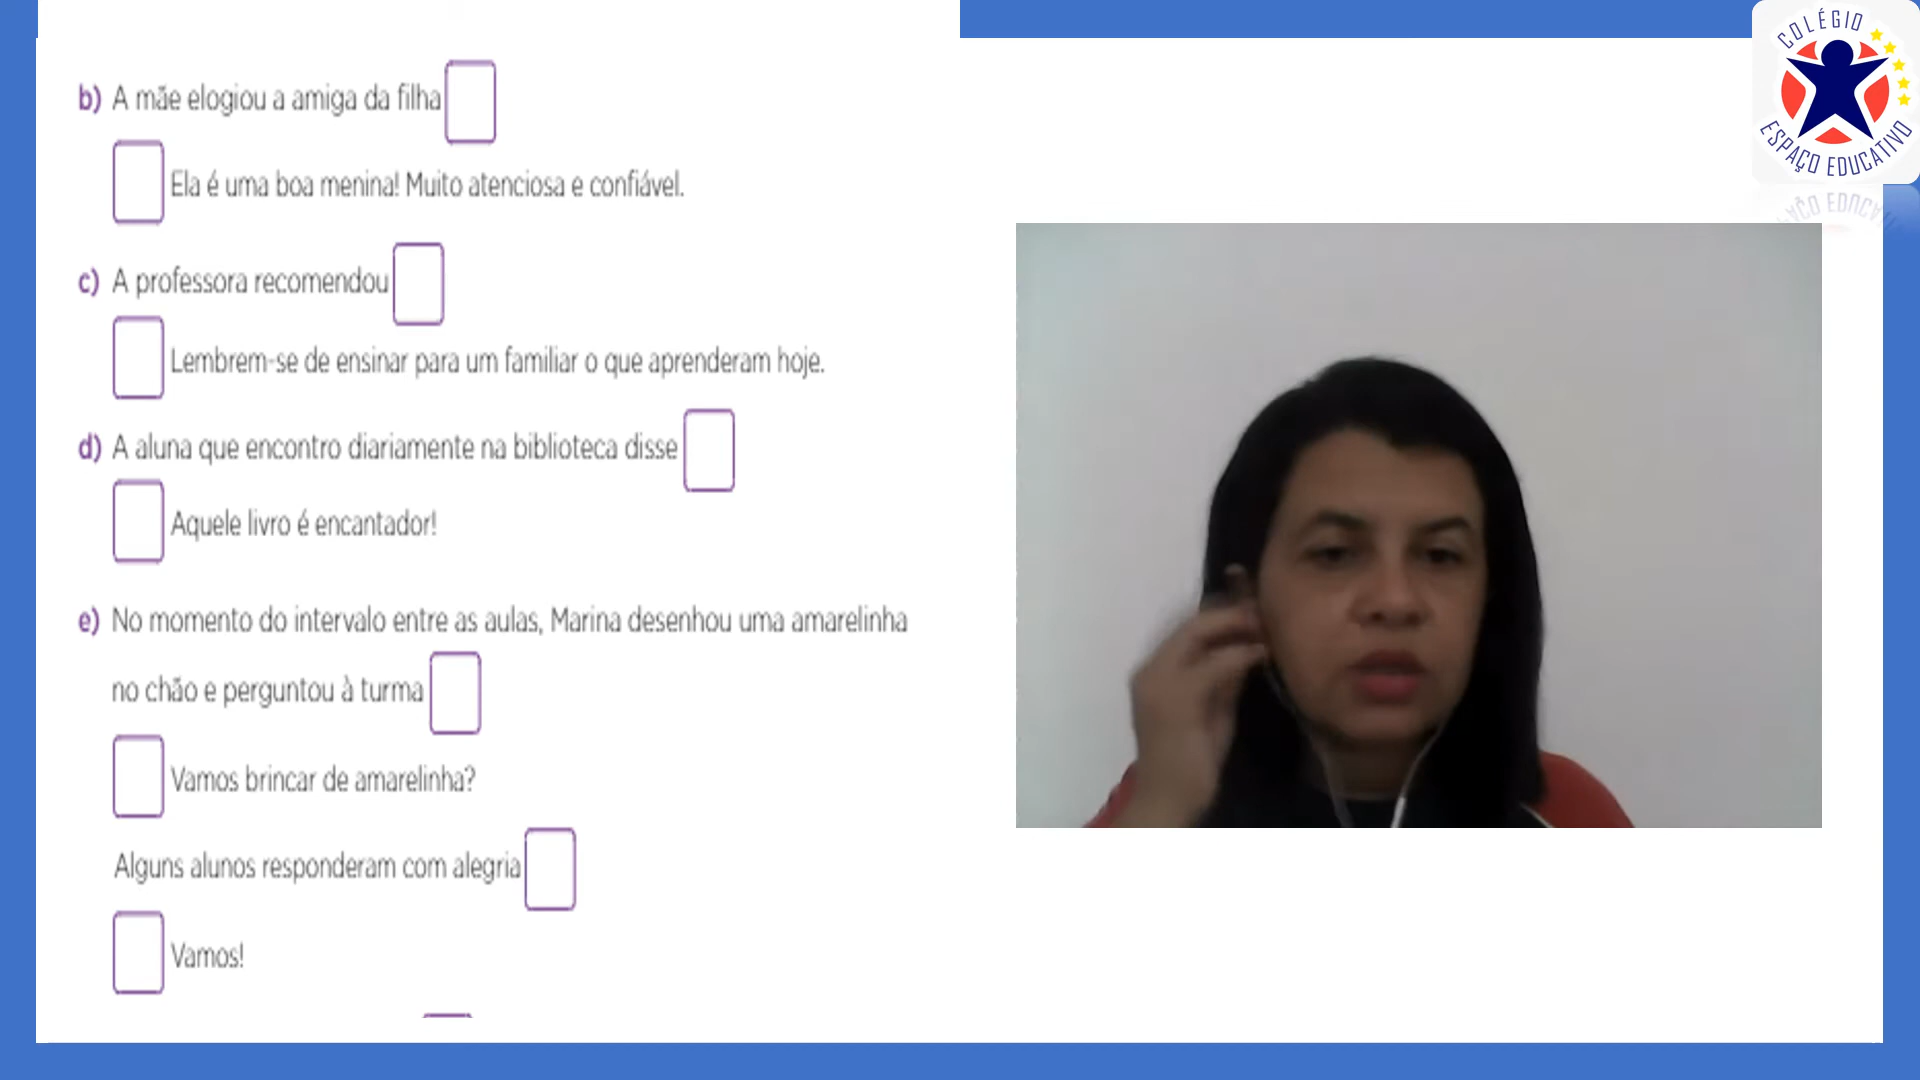 b) A mãe elogiou a amiga da filha
Ela é uma boa menina! Muito atenciosa e confiável.
c) A professora recomendou
Lembrem-se de ensinar para um familiar o que aprenderam hoje.
d) A aluna que encontro diariamente na biblioteca disse
Aquele livro é encantador!
e) No momento do intervalo entre as aulas, Marina desenhou uma amarelinha
no chão e perguntou à turma
Vamos brincar de amarelinha?
Alguns alunos responderam com alegria
Vamos!
COLÉGIO
ESPAÇO EDUCATIVO